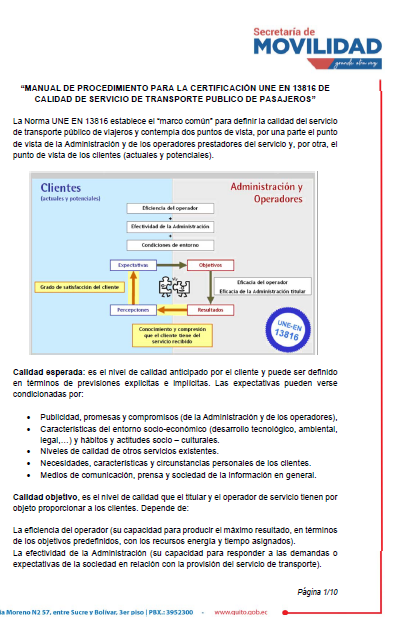 Secretaría de
MOVILIDAD
grande otra vez
“MANUAL DE PROCEDIMIENTO PARA LA CERTIFICACIÓN UNE EN 13816 DE
CALIDAD DE SERVICIO DE TRANSPORTE PUBLICO DE PASAJEROS”
La Norma UNE EN 13816 establece el “marco común” para definir la calidad del servicio
de transporte público de viajeros y contempla dos puntos de vista, por una parte el punto
de vista de la Administración y de los operadores prestadores del servicio y, por otra, el
punto de vista de los clientes (actuales y potenciales).
Clientes
(actuales y potenciales)
Administración y
Operadores
Eficiencia del operador
+
Efectividad de la Administración
+
Condiciones de entorno
Expectativas
Objetivos
Grado de satisfacción del cliente
Eficacia del operador
Eficacia de la Administración titular
Percepciones
Resultados
Conocimiento y compresión
que el cliente tiene del
servicio recibido
UNE-EN
13816
Calidad esperada: es el nivel de calidad anticipado por el cliente y puede ser definido
en términos de previsiones explicitas e implícitas. Las expectativas pueden verse
condicionadas por:
• Publicidad, promesas y compromisos (de la Administración y de los operadores),
• Características del entorno socio-económico (desarrollo tecnológico, ambiental,
legal,…) y hábitos y actitudes socio – culturales.
• Niveles de calidad de otros servicios existentes.
• Necesidades, características y circunstancias personales de los clientes.
• Medios de comunicación, prensa y sociedad de la información en general.
Calidad objetivo, es el nivel de calidad que el titular y el operador de servicio tienen por
objeto proporcionar a los clientes. Depende de:
La eficiencia del operador (su capacidad para producir el máximo resultado, en términos
de los objetivos predefinidos, con los recursos energía y tiempo asignados).
La efectividad de la Administración (su capacidad para responder a las demandas o
expectativas de la sociedad en relación con la provisión del servicio de transporte).
Página 1/10
ía Moreno N2 57, entre Sucre y Bolívar, 3er piso | PBX.: 3952300 - www.quito.gob.ec